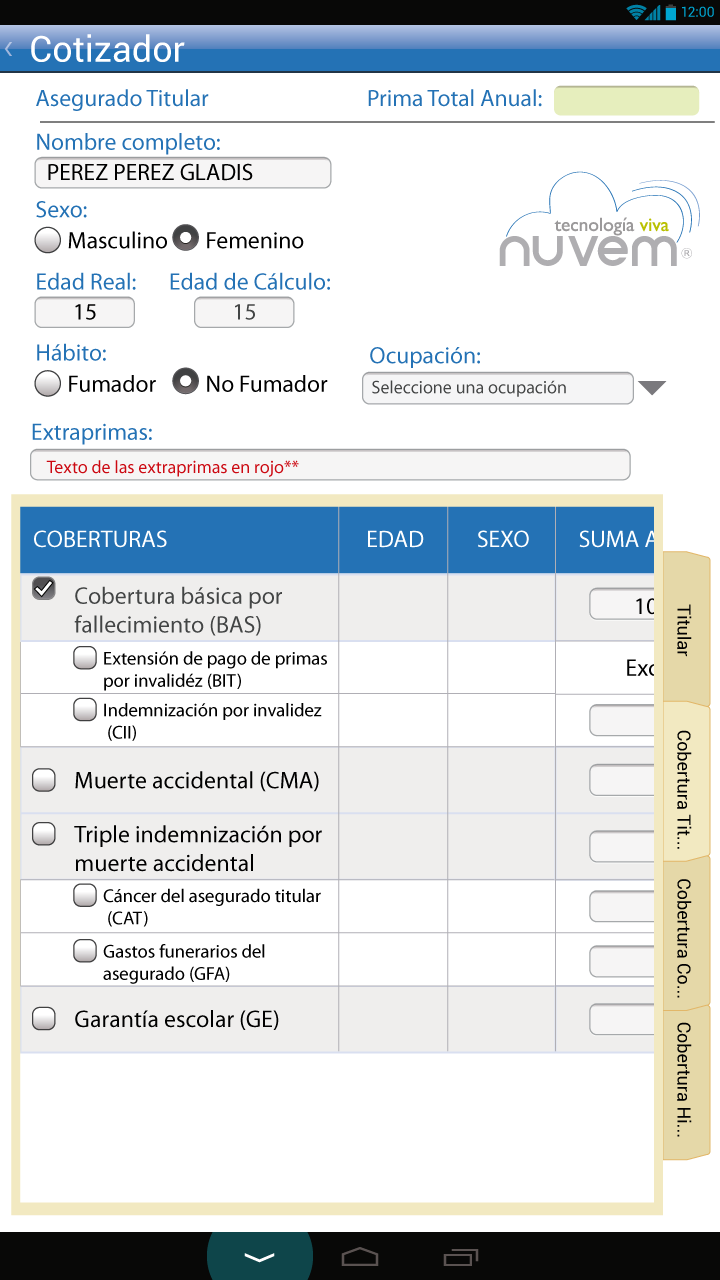 12:00
Cotizador
Asegurado Titular
Prima Total Anual:
Nombre completo:
PEREZ PEREZ GLADIS
Sexo:
Masculino
Femenino
tecnología viva
nuvem®
Edad Real:
Edad de Cálculo:
15
15
Hábito:
Ocupación:
Fumador
No Fumador
Seleccione una ocupación
Extraprimas:
Texto de las extraprimas en rojo**
COBERTURAS
EDAD
SEXO
SUMA A
Cobertura básica por
fallecimiento (BAS)
10
Extensión de pago de primas
por invalidéz (BIT)
Exc
Indemnización por invalidez
(CII)
Muerte accidental (CMA)
Triple indemnización por
muerte accidental
Cáncer del asegurado titular
(CAT)
Gastos funerarios del
asegurado (GFA)
Garantía escolar (GE)
Titular
Cobertura Tit...
Cobertura Co...
Cobertura Hi...